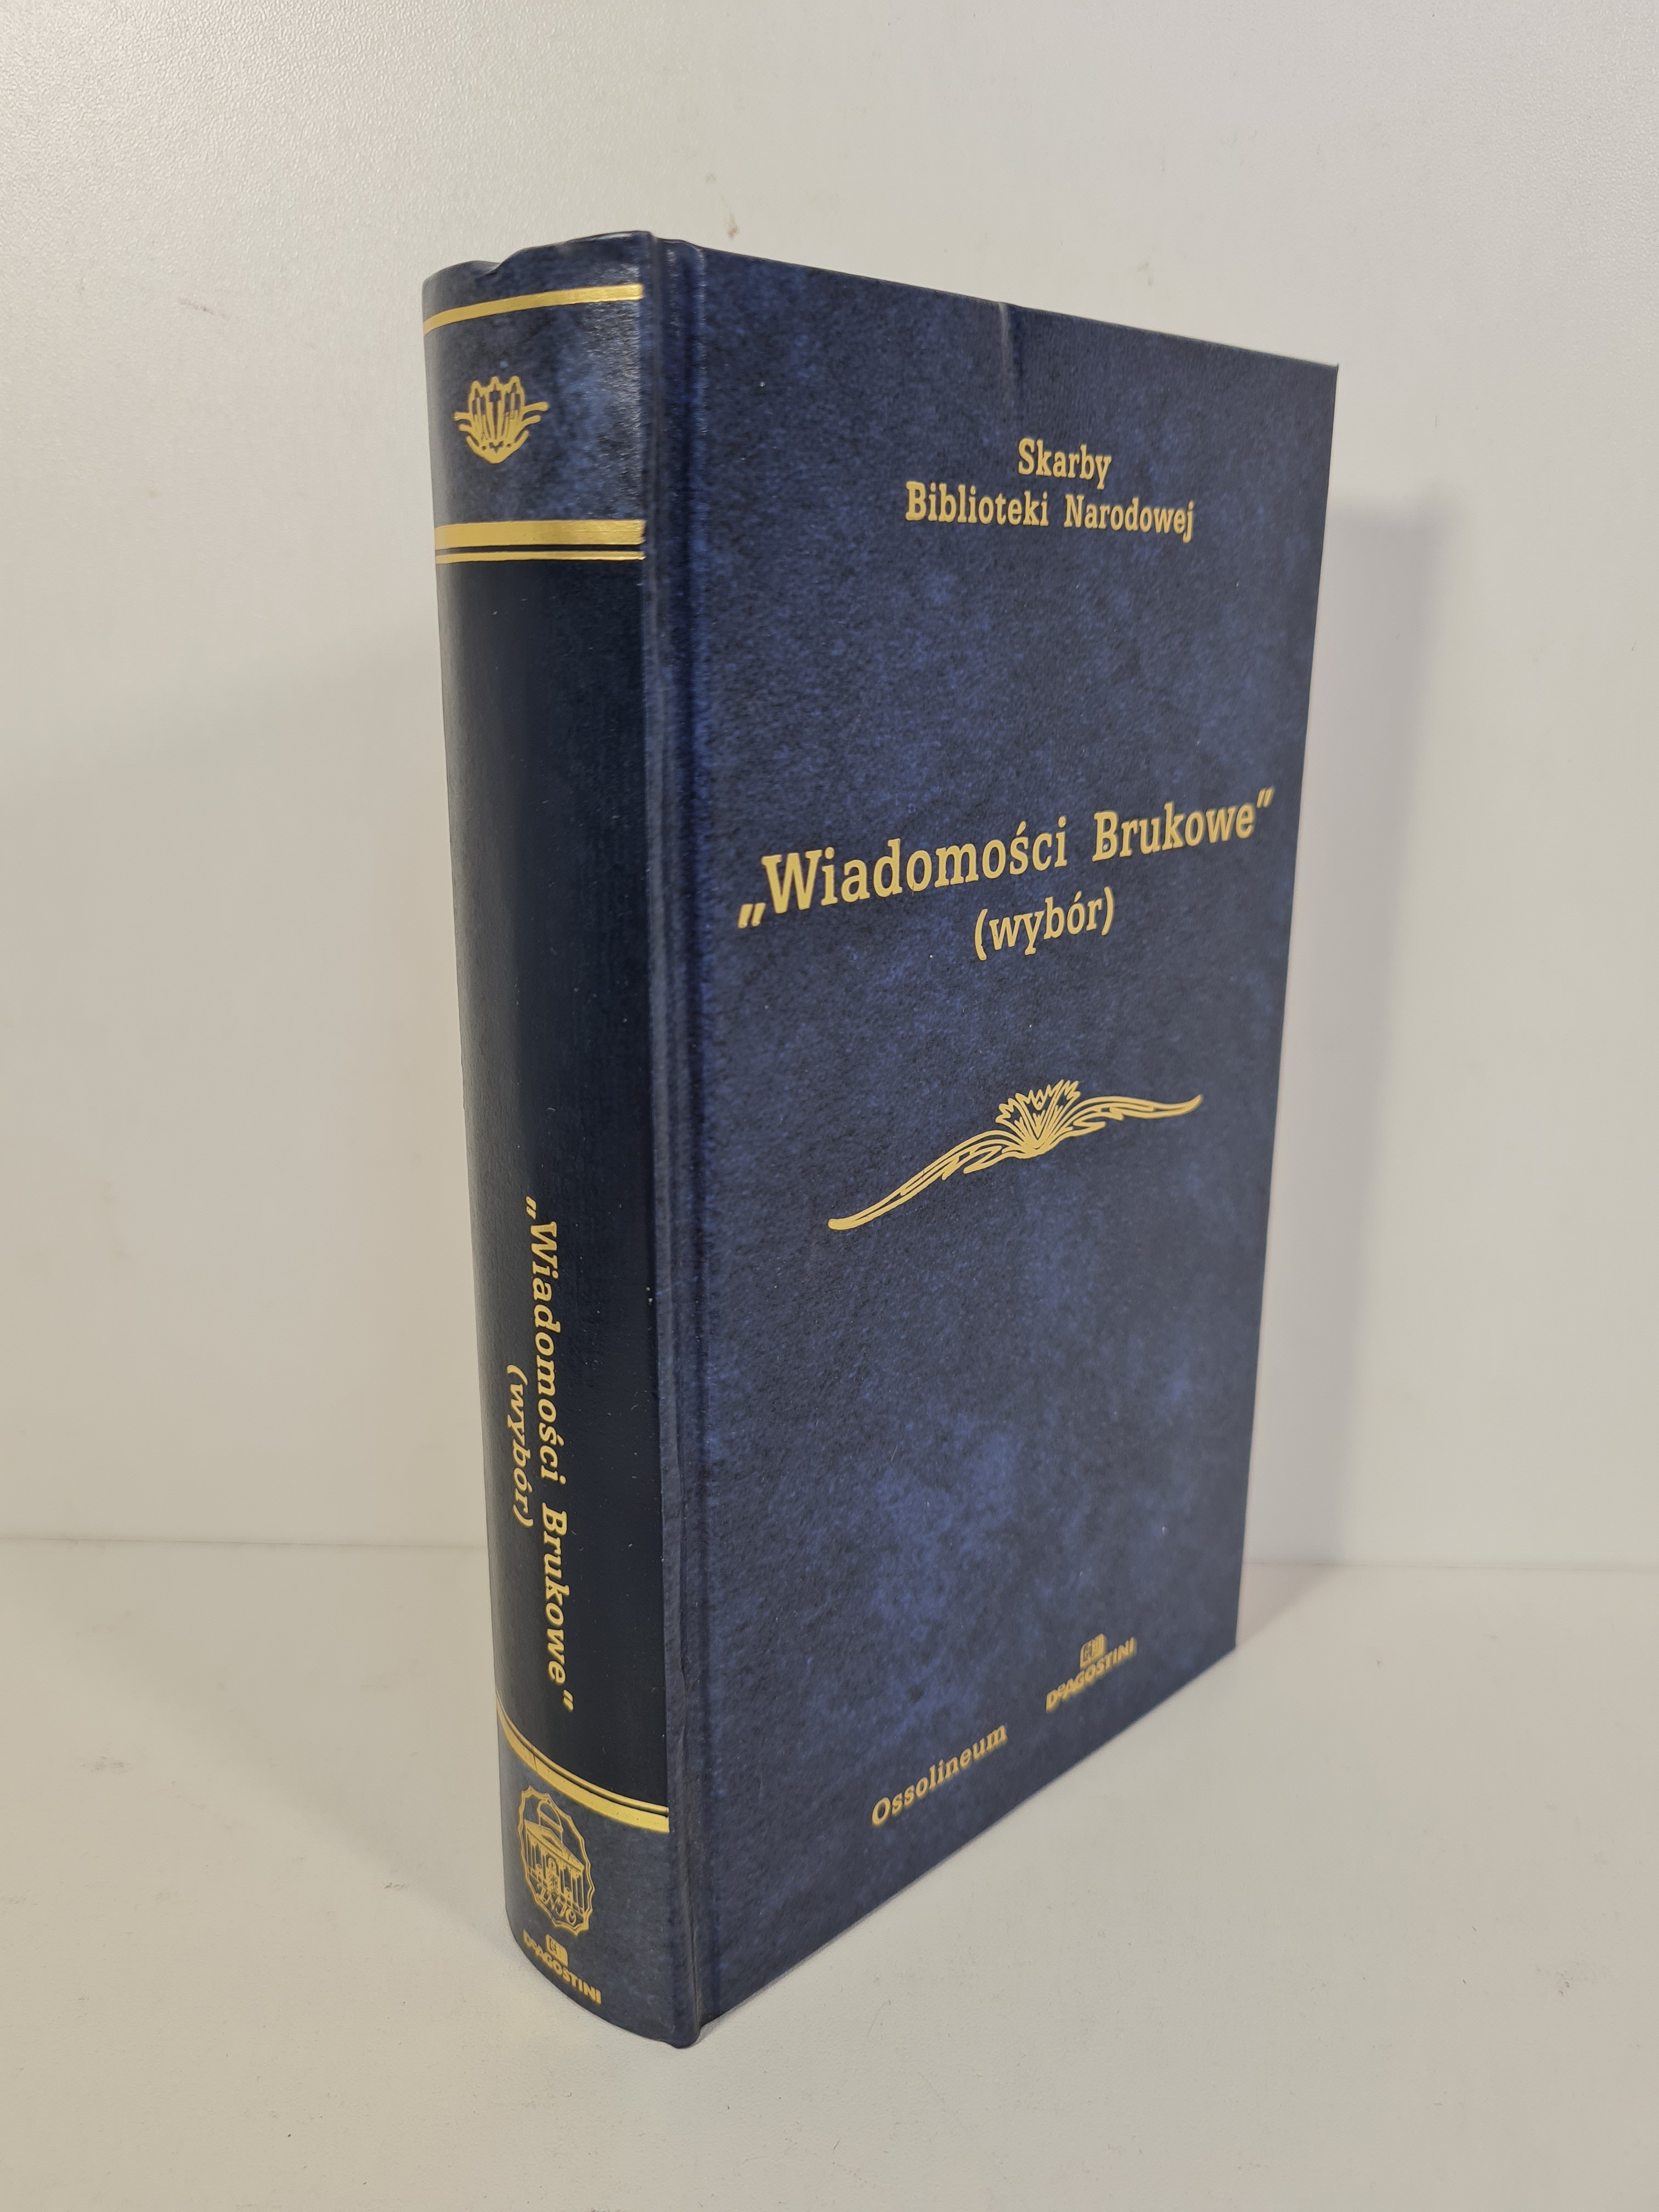 Skarby
Biblioteki Narodowej
„Wiadomości Brukowe”
(wybór)
Ossolineum
DeAGOSTINI
„Wiadomości Brukowe”
(wybór)
DeAGOSTINI